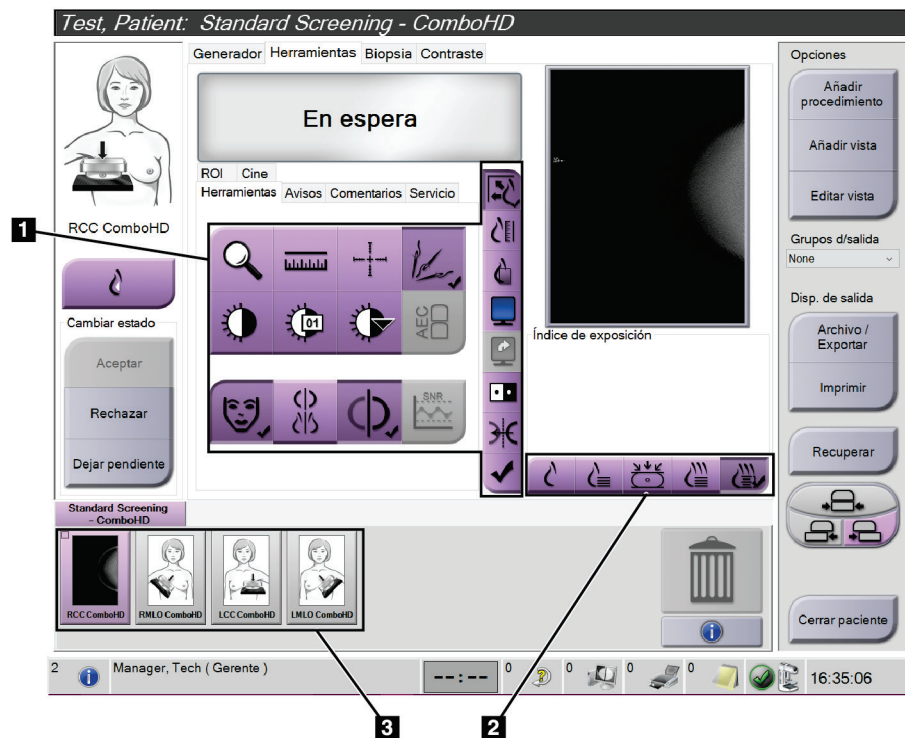 Test, Patient: Standard Screening - ComboHD
Generador Herramientas Biopsia Contraste
En espera
ROI Cine
Herramientas Avisos Comentarios Servicio
RCC ComboHD
Cambiar estado
Aceptar
Rechazar
Dejar pendiente
01
AEC
SNR
Índice de exposición
Opciones
Añadir
procedimiento
Añadir vista
Editar vista
Grupos d/salida
None
Disp. de salida
Archivo /
Exportar
Imprimir
Recuperar
Cerrar paciente
Standard Screening
- ComboHD
RCC ComboHD RMLO ComboHD LCC ComboHD LMLO ComboHD
2 Manager, Tech ( Gerente ) --:-- 0 0 0 0 16:35:06
1
2
3